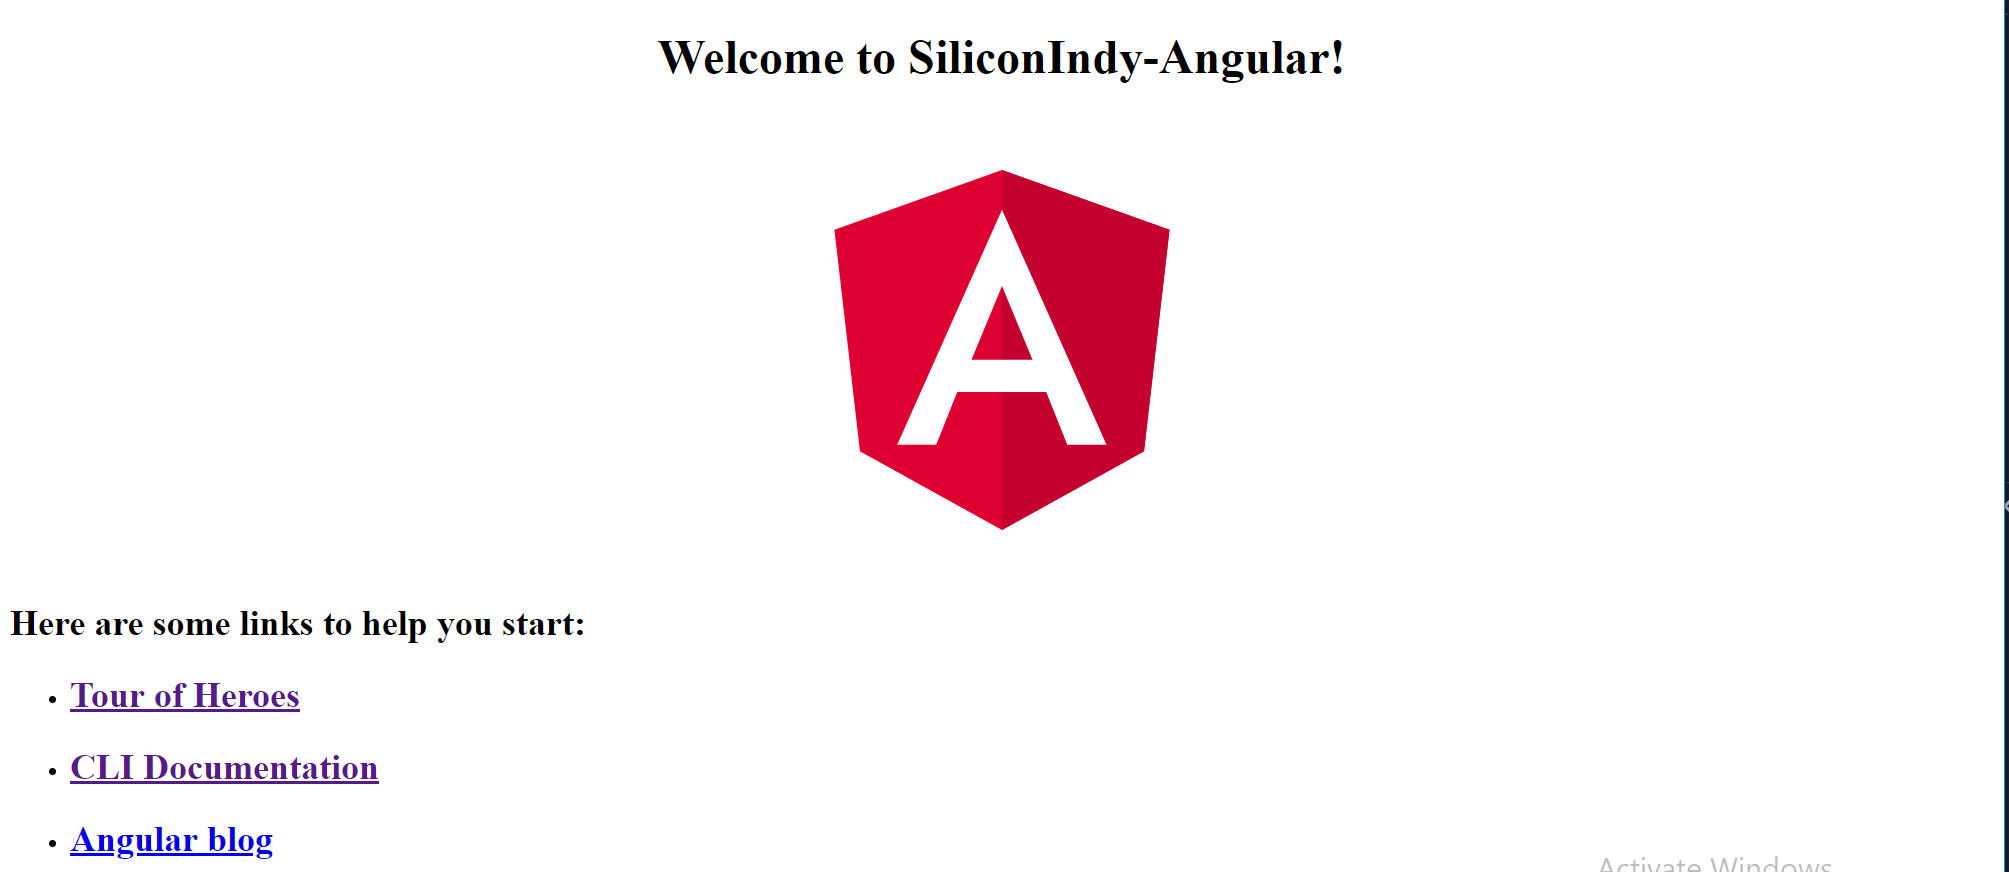 Welcome to SiliconIndy-Angular!
A
Here are some links to help you start:
Tour of Heroes
CLI Documentation
Angular blog
Activate Windows